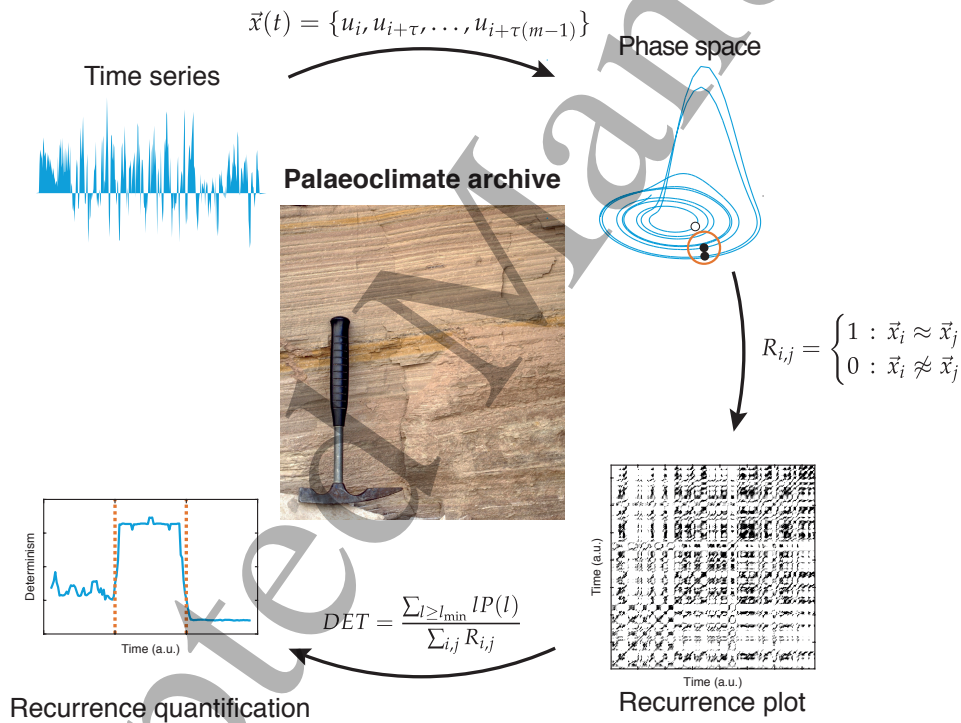 x⃗(t) = {u_i, u_{i+τ}, . . . , u_{i+τ(m−1)}}
Phase space
Time series
Palaeoclimate archive
R_{i,j} = { 1 : x⃗_i ≈ x⃗_j
0 : x⃗_i ≉ x⃗_j
Determinism
Time (a.u.)
DET = ∑_{l≥l_min} lP(l) / ∑_{i,j} R_{i,j}
Time (a.u.)
Time (a.u.)
Recurrence plot
Recurrence quantification